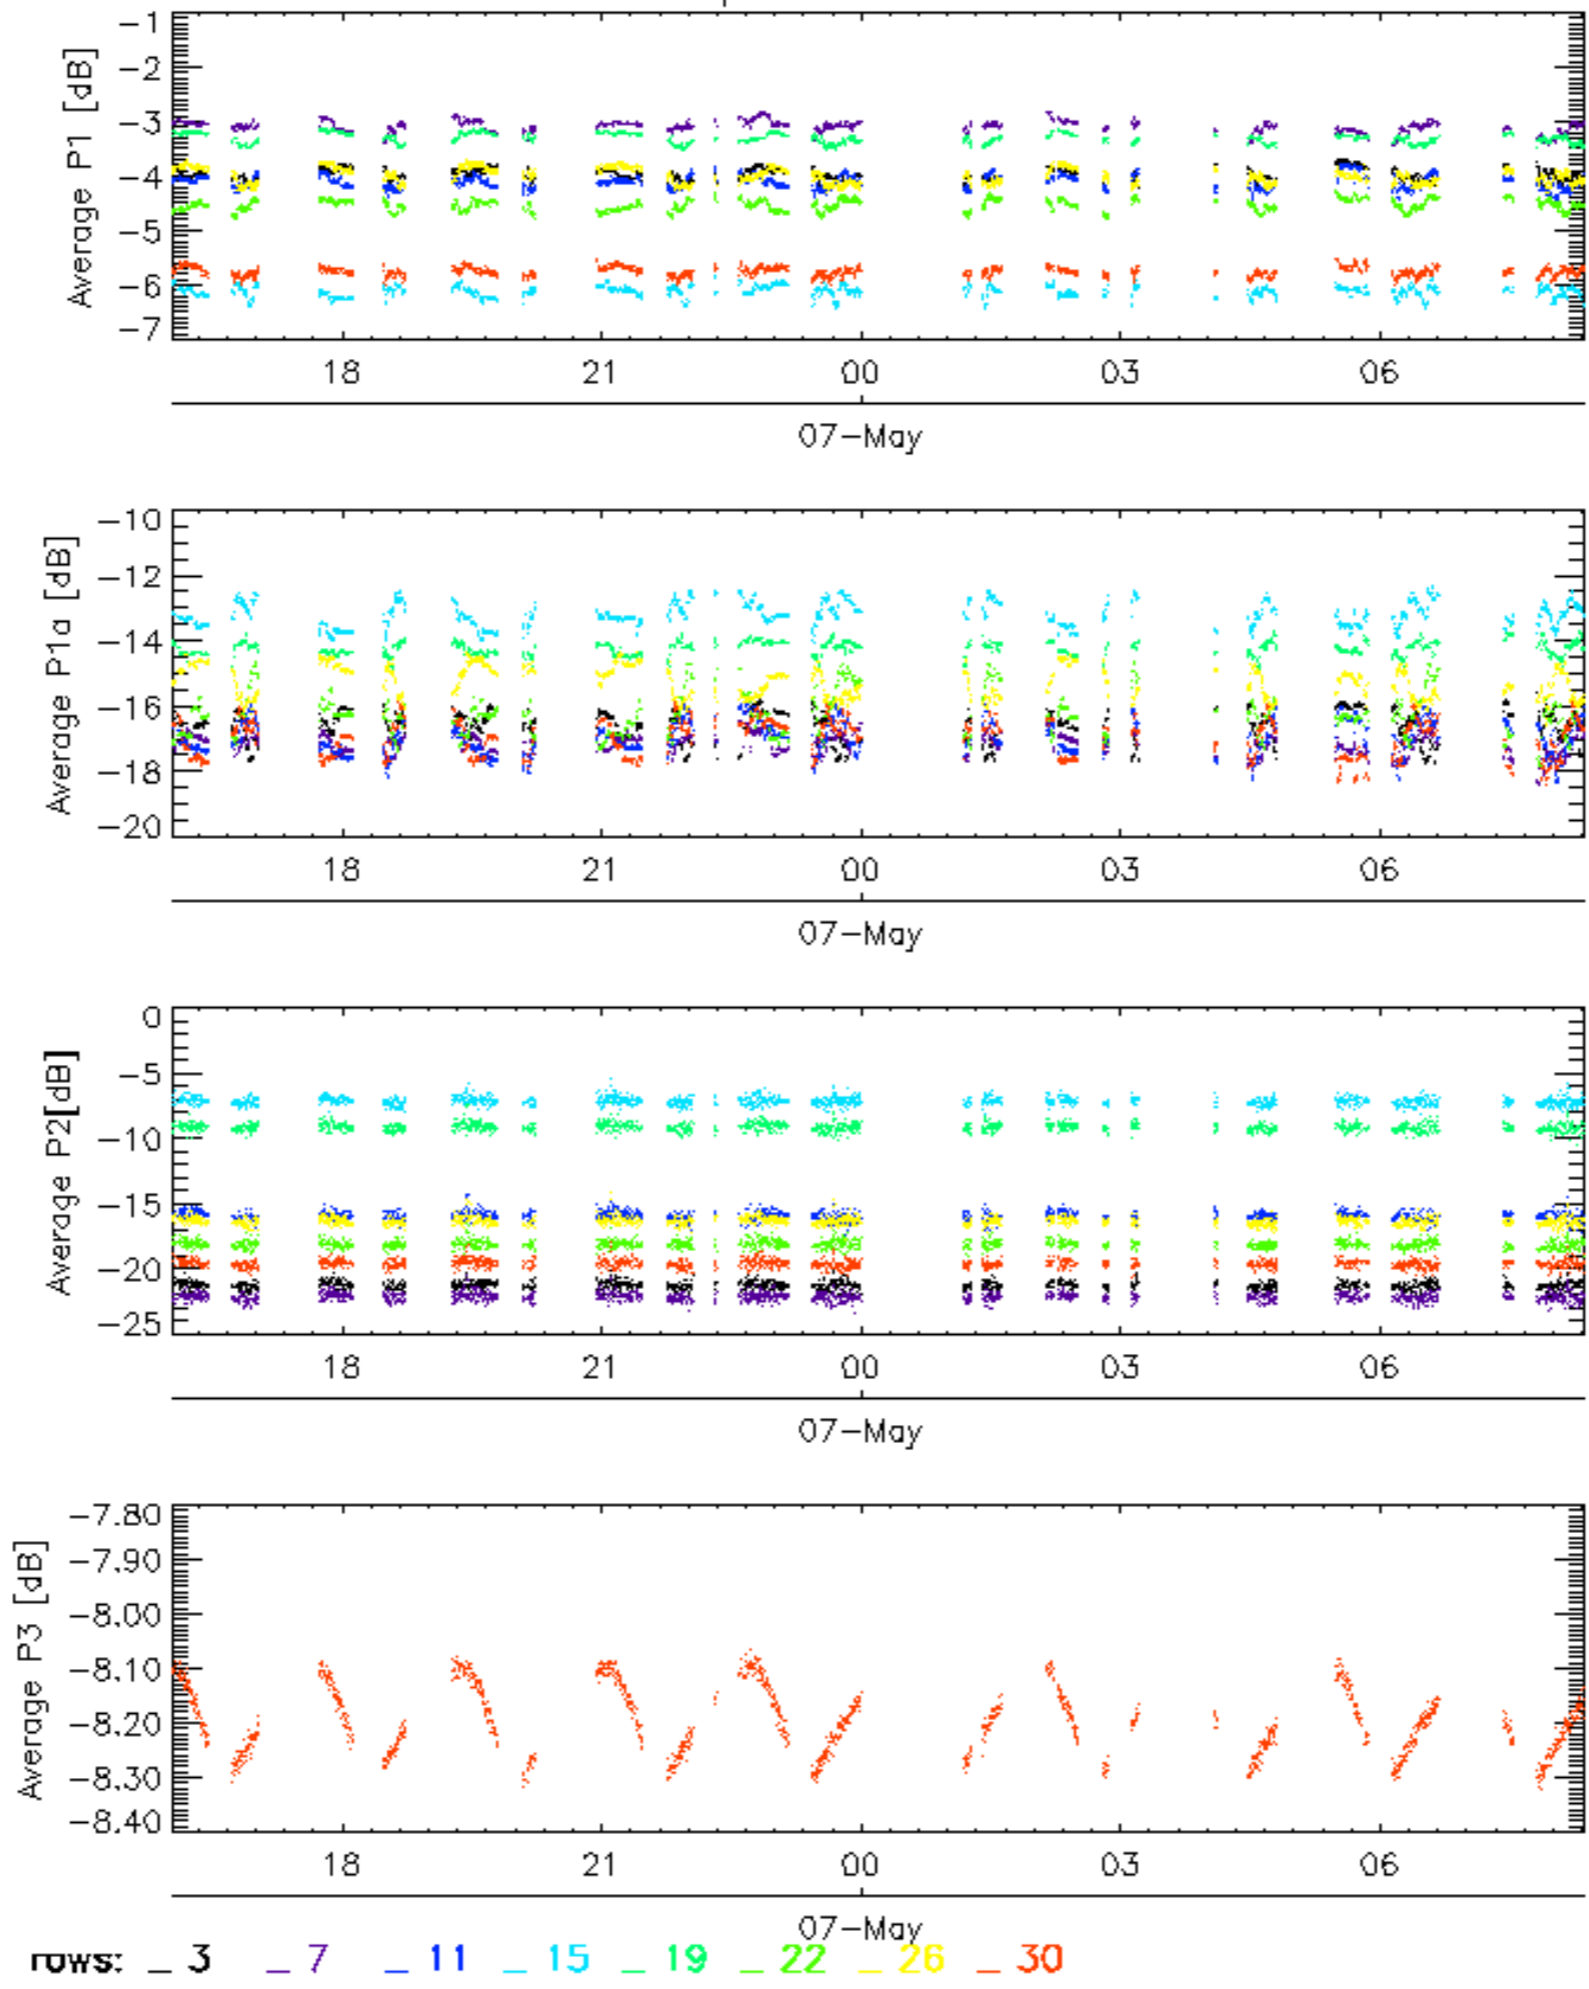 Average P1 [dB]
-1
-2
-3
-4
-5
-6
-7
18 21 00 03 06
07-May
Average P1a [dB]
-10
-12
-14
-16
-18
-20
18 21 00 03 06
07-May
Average P2[dB]
0
-5
-10
-15
-20
-25
18 21 00 03 06
07-May
Average P3 [dB]
-7.80
-7.90
-8.00
-8.10
-8.20
-8.30
-8.40
18 21 00 03 06
07-May
rows: _ 3 _ 7 _ 11 _ 15 _ 19 _ 22 _ 26 _ 30